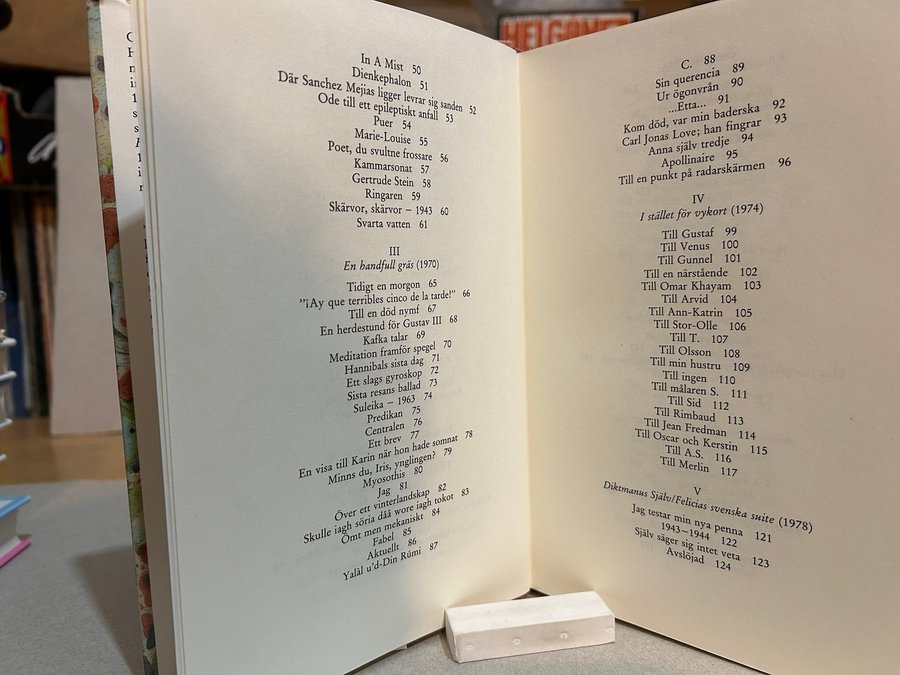 HELGONET
In A Mist 50
Dienkephalon 51
Där Sanchez Mejias ligger levrar sig sanden 52
Ode till ett epileptiskt anfall 53
Puer 54
Marie-Louise 55
Poet, du svultne frossare 56
Kammarsonat 57
Gertrude Stein 58
Ringaren 59
Skärvor, skärvor – 1943 60
Svarta vatten 61
III
En handfull gräs (1970)
Tidigt en morgon 65
”¡Ay que terribles cinco de la tarde!” 66
Till en död nymf 67
En herdestund för Gustav III 68
Kafka talar 69
Meditation framför spegel 70
Hannibals sista dag 71
Ett slags gyroskop 72
Sista resans ballad 73
Suleika – 1963 74
Predikan 75
Centralen 76
Ett brev 77
En visa till Karin när hon hade somnat 78
Minns du, Iris, ynglingen? 79
Myosothis 80
Jag 81
Över ett vinterlandskap 82
Skulle iagh söria dåå wore iagh tokot 83
Ömt men mekaniskt 84
Fabel 85
Aktuellt 86
Yalàl u'd-Din Rúmi 87
C. 88
Sin querencia 89
Ur ögonvrån 90
...Etta... 91
Kom död, var min baderska 92
Carl Jonas Love; han fingrar 93
Anna själv tredje 94
Apollinaire 95
Till en punkt på radarskärmen 96
IV
I stället för vykort (1974)
Till Gustaf 99
Till Venus 100
Till Gunnel 101
Till en närstående 102
Till Omar Khayam 103
Till Arvid 104
Till Ann-Katrin 105
Till Stor-Olle 106
Till T. 107
Till Olsson 108
Till min hustru 109
Till ingen 110
Till målaren S. 111
Till Sid 112
Till Rimbaud 113
Till Jean Fredman 114
Till Oscar och Kerstin 115
Till A.S. 116
Till Merlin 117
V
Diktmanus Själv/Felicias svenska suite (1978)
Jag testar min nya penna 121
1943–1944 122
Själv säger sig intet veta 123
Avslöjad 124